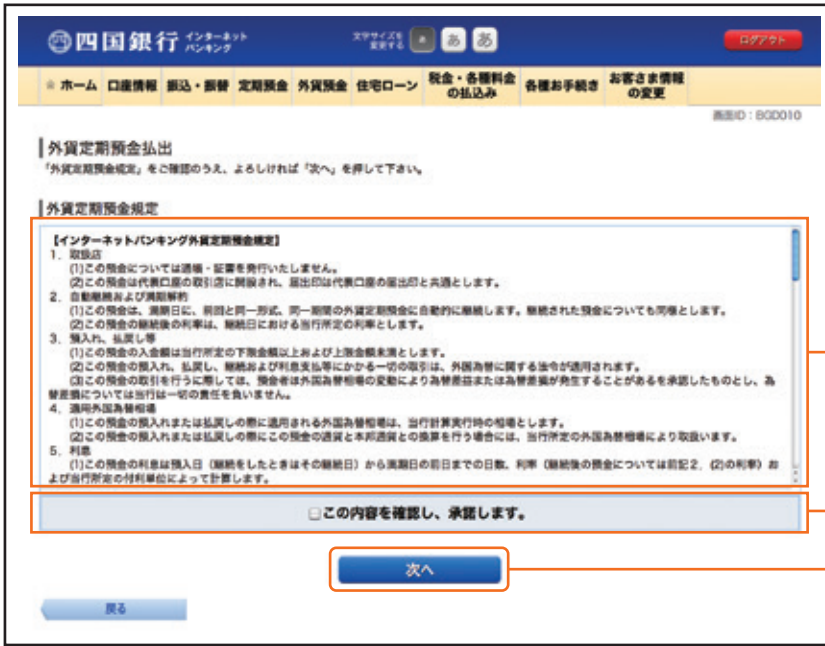 四国銀行 インターネット
バンキング
文字サイズを
変更する
あ あ
ログアウト
ホーム 口座情報 振込・振替 定期預金 外貨預金 住宅ローン 税金・各種料金
の払込み 各種お手続き お客さま情報
の変更
画面ID：BGD010
外貨定期預金払出
「外貨定期預金規定」をご確認のうえ、よろしければ「次へ」を押して下さい。
外貨定期預金規定
【インターネットバンキング外貨定期預金規定】
1．取扱店
(1)この預金については通帳・証書を発行いたしません。
(2)この預金は代表口座の取引店に開設され、届出印は代表口座の届出印と共通とします。
2．自動継続および満期解約
(1)この預金は、満期日に、前回と同一形式、同一期間の外貨定期預金に自動的に継続します。継続された預金についても同様とします。
(2)この預金の継続後の利率は、継続日における当行所定の利率とします。
3．預入れ、払戻し等
(1)この預金の入金額は当行所定の下限金額以上および上限金額未満とします。
(2)この預金の預入れ、払戻し、継続および利息支払等にかかる一切の取引は、外国為替に関する法令が適用されます。
(3)この預金の取引を行うに際しては、預金者は外国為替相場の変動により為替差益または為替差損が発生することがあるを承認したものとし、為
替差損については当行は一切の責任を負いません。
4．適用外国為替相場
(1)この預金の預入れまたは払戻しの際に適用される外国為替相場は、当行計算実行時の相場とします。
(2)この預金の預入れまたは払戻しの際にこの預金の通貨と本邦通貨との換算を行う場合には、当行所定の外国為替相場により取扱います。
5．利息
(1)この預金の利息は預入日（継続をしたときはその継続日）から満期日の前日までの日数、利率（継続後の預金については前記2．(2)の利率）お
よび当行所定の付利単位によって計算します。
この内容を確認し、承諾します。
次へ
戻る